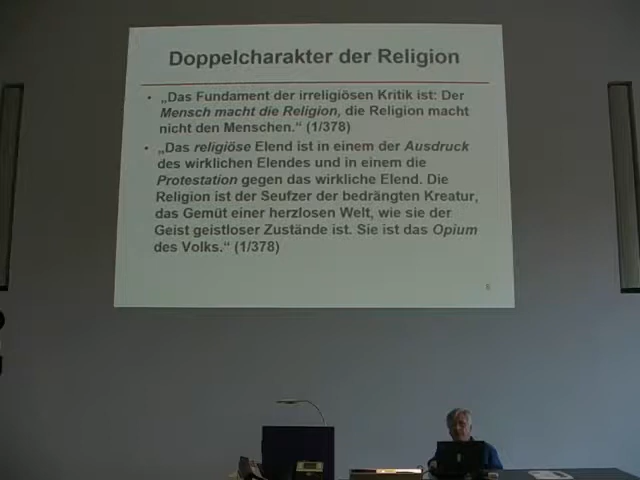 Doppelcharakter der Religion
• „Das Fundament der irreligiösen Kritik ist: Der
Mensch macht die Religion, die Religion macht
nicht den Menschen.“ (1/378)
• „Das religiöse Elend ist in einem der Ausdruck
des wirklichen Elendes und in einem die
Protestation gegen das wirkliche Elend. Die
Religion ist der Seufzer der bedrängten Kreatur,
das Gemüt einer herzlosen Welt, wie sie der
Geist geistloser Zustände ist. Sie ist das Opium
des Volks.“ (1/378)